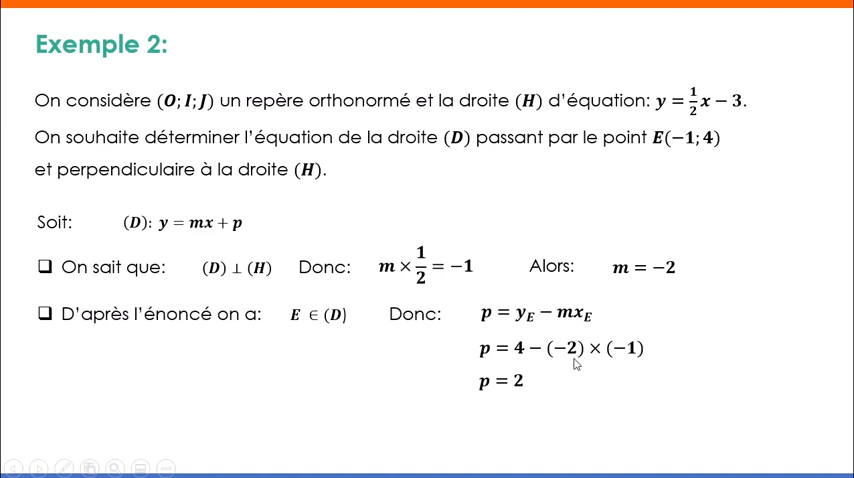 Exemple 2:
On considère (O; I; J) un repère orthonormé et la droite (H) d'équation: y = 1/2 x − 3.
On souhaite déterminer l'équation de la droite (D) passant par le point E(−1; 4)
et perpendiculaire à la droite (H).
Soit: (D): y = mx + p
❑ On sait que: (D) ⊥ (H) Donc: m × 1/2 = −1 Alors: m = −2
❑ D'après l'énoncé on a: E ∈ (D) Donc: p = y_E − mx_E
p = 4 − (−2) × (−1)
p = 2